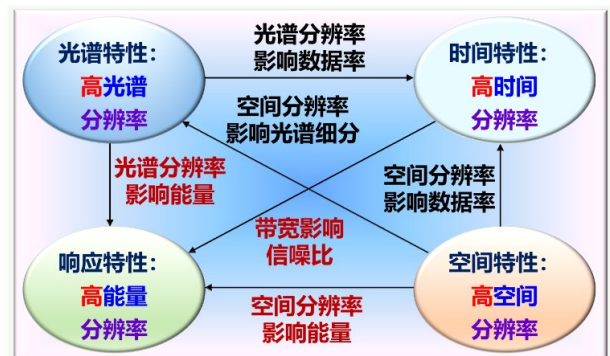 光谱特性：
高光谱
分辨率
光谱分辨率
影响数据率
时间特性：
高时间
分辨率
空间分辨率
影响光谱细分
光谱分辨率
影响能量
空间分辨率
影响数据率
带宽影响
信噪比
响应特性：
高能量
分辨率
空间分辨率
影响能量
空间特性：
高空间
分辨率